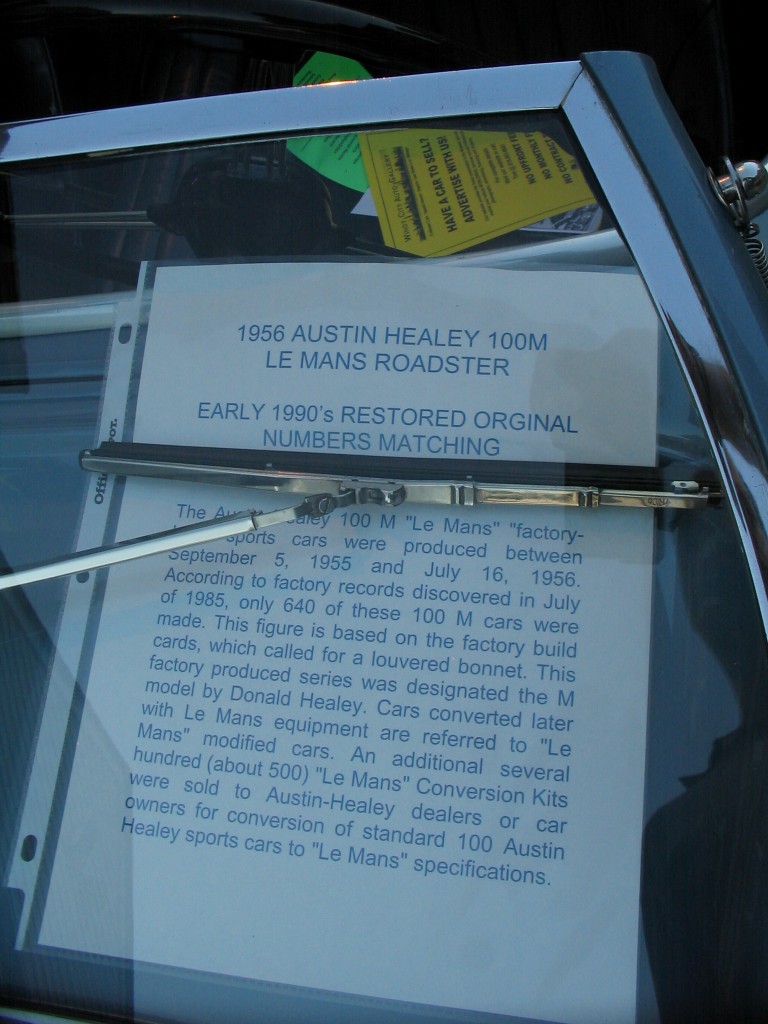 HAVE A CAR TO SELL?
ADVERTISE WITH US!
NO UPFRONT
NO MONTHLY
NO CONTRACT
1956 AUSTIN HEALEY 100M
LE MANS ROADSTER
EARLY 1990's RESTORED ORGINAL
NUMBERS MATCHING
The ealey 100 M "Le Mans" "factory-
sports cars were produced between
September 5, 1955 and July 16, 1956.
According to factory records discovered in July
of 1985, only 640 of these 100 M cars were
made. This figure is based on the factory build
cards, which called for a louvered bonnet. This
factory produced series was designated the M
model by Donald Healey. Cars converted later
with Le Mans equipment are referred to "Le
Mans" modified cars. An additional several
hundred (about 500) "Le Mans" Conversion Kits
were sold to Austin-Healey dealers or car
owners for conversion of standard 100 Austin
Healey sports cars to "Le Mans" specifications.